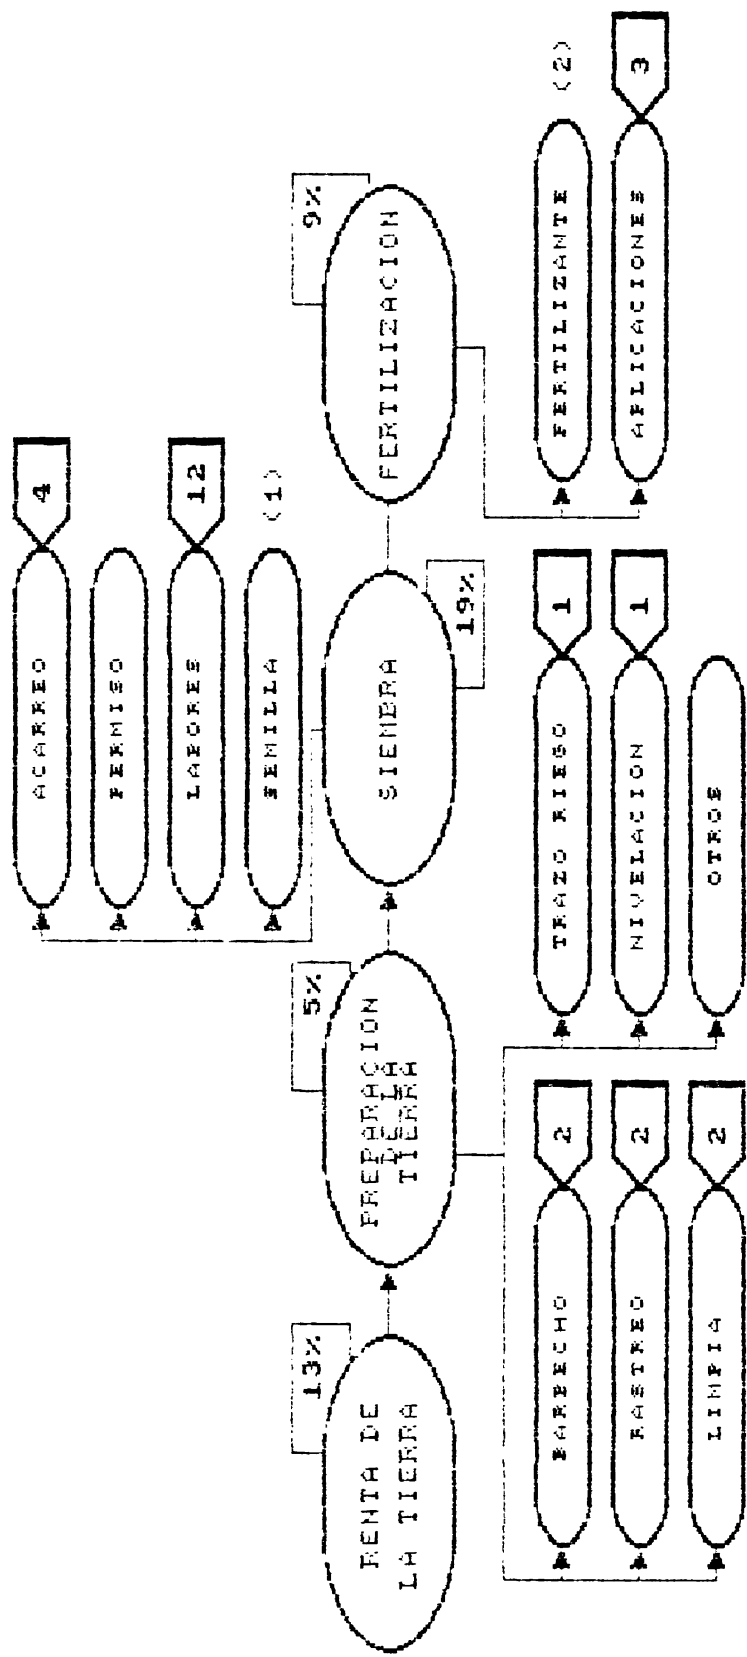 ACARREO 4
PERMISO
LABORES 12
SEMILLA (1)
13%
RENTA DE
LA TIERRA
5%
PREPARACION
DE LA
TIERRA
SIEMBRA
19%
9%
FERTILIZACION
BARBECHO 2
RASTREO 2
LIMPIA 2
TRAZO RIEGO 1
NIVELACION 1
OTROS
FERTILIZANTE (2)
APLICACIONES 3